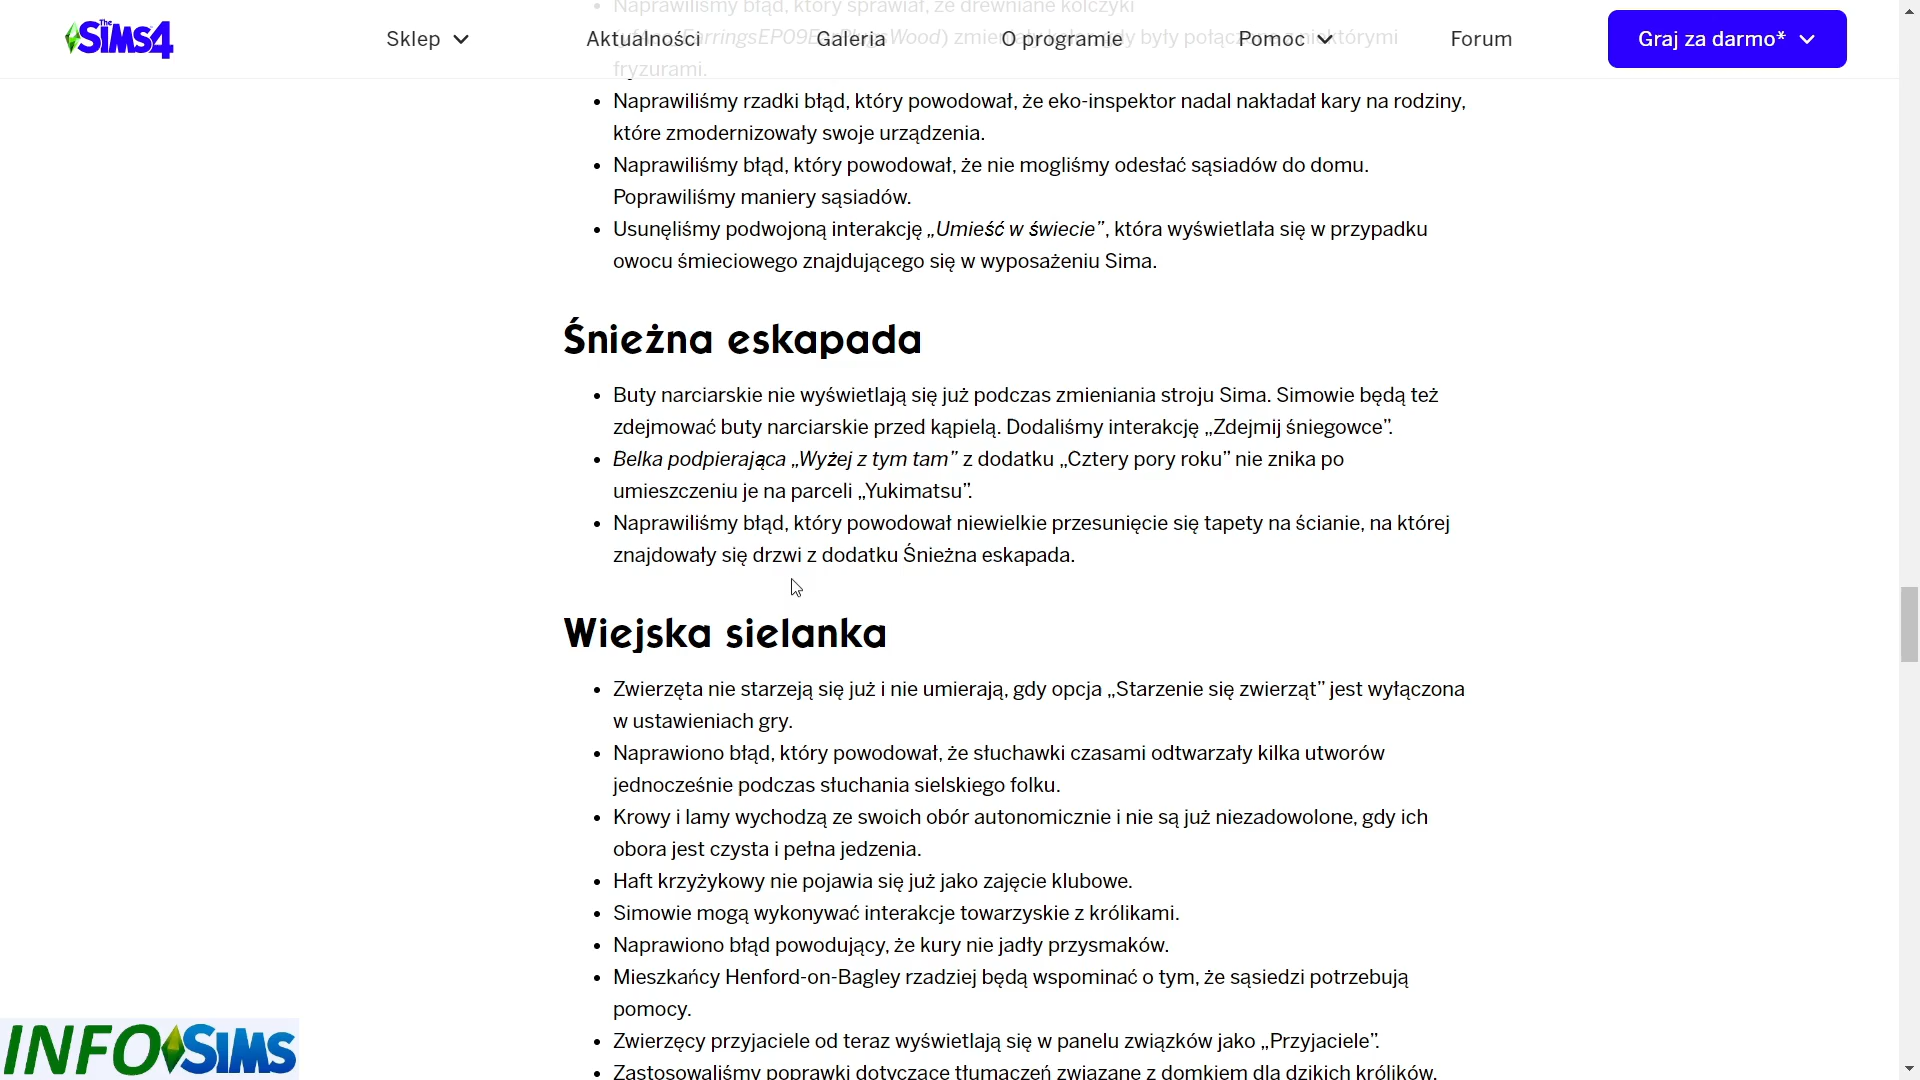 Naprawiliśmy błąd, który sprawiał, że drewniane kolczyki
The Sims 4
Sklep
Aktualności
Galeria
O programie
Pomoc
Forum
Graj za darmo*
fryzurami.
• Naprawiliśmy rzadki błąd, który powodował, że eko-inspektor nadal nakładał kary na rodziny,
które zmodernizowały swoje urządzenia.
• Naprawiliśmy błąd, który powodował, że nie mogliśmy odesłać sąsiadów do domu.
Poprawiliśmy maniery sąsiadów.
• Usunęliśmy podwojoną interakcję „Umieść w świecie”, która wyświetlała się w przypadku
owocu śmieciowego znajdującego się w wyposażeniu Sima.
Śnieżna eskapada
• Buty narciarskie nie wyświetlają się już podczas zmieniania stroju Sima. Simowie będą też
zdejmować buty narciarskie przed kąpielą. Dodaliśmy interakcję „Zdejmij śniegowce”.
• Belka podpierająca „Wyżej z tym tam” z dodatku „Cztery pory roku” nie znika po
umieszczeniu je na parceli „Yukimatsu”.
• Naprawiliśmy błąd, który powodował niewielkie przesunięcie się tapety na ścianie, na której
znajdowały się drzwi z dodatku Śnieżna eskapada.
Wiejska sielanka
• Zwierzęta nie starzeją się już i nie umierają, gdy opcja „Starzenie się zwierząt” jest wyłączona
w ustawieniach gry.
• Naprawiono błąd, który powodował, że słuchawki czasami odtwarzały kilka utworów
jednocześnie podczas słuchania sielskiego folku.
• Krowy i lamy wychodzą ze swoich obór autonomicznie i nie są już niezadowolone, gdy ich
obora jest czysta i pełna jedzenia.
• Haft krzyżykowy nie pojawia się już jako zajęcie klubowe.
• Simowie mogą wykonywać interakcje towarzyskie z królikami.
• Naprawiono błąd powodujący, że kury nie jadły przysmaków.
• Mieszkańcy Henford-on-Bagley rzadziej będą wspominać o tym, że sąsiedzi potrzebują
pomocy.
• Zwierzęcy przyjaciele od teraz wyświetlają się w panelu związków jako „Przyjaciele”.
• Zastosowaliśmy poprawki dotyczące tłumaczeń związane z domkiem dla dzikich królików.
INFO SIMS